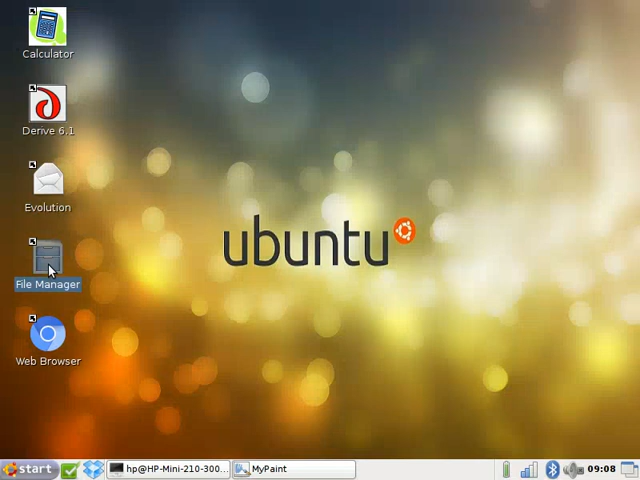 Calculator
Derive 6.1
Evolution
File Manager
Web Browser
ubuntu
start
hp@HP-Mini-210-300...
MyPaint
09:08